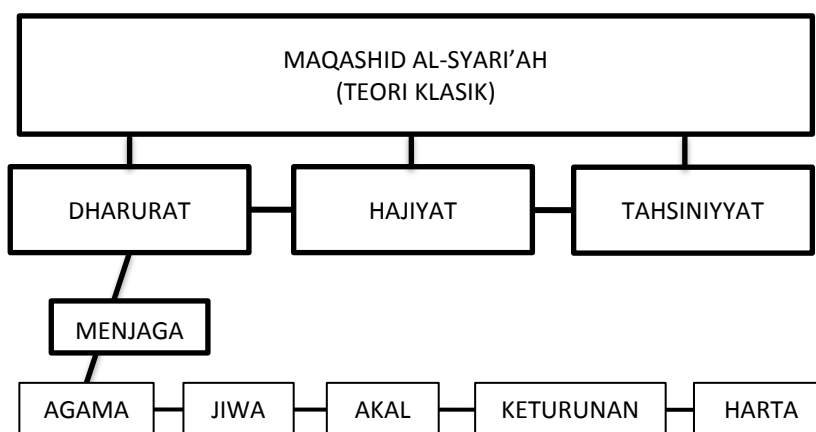 MAQASHID AL-SYARI’AH
(TEORI KLASIK)
DHARURAT
HAJIYAT
TAHSINIYYAT
MENJAGA
AGAMA
JIWA
AKAL
KETURUNAN
HARTA